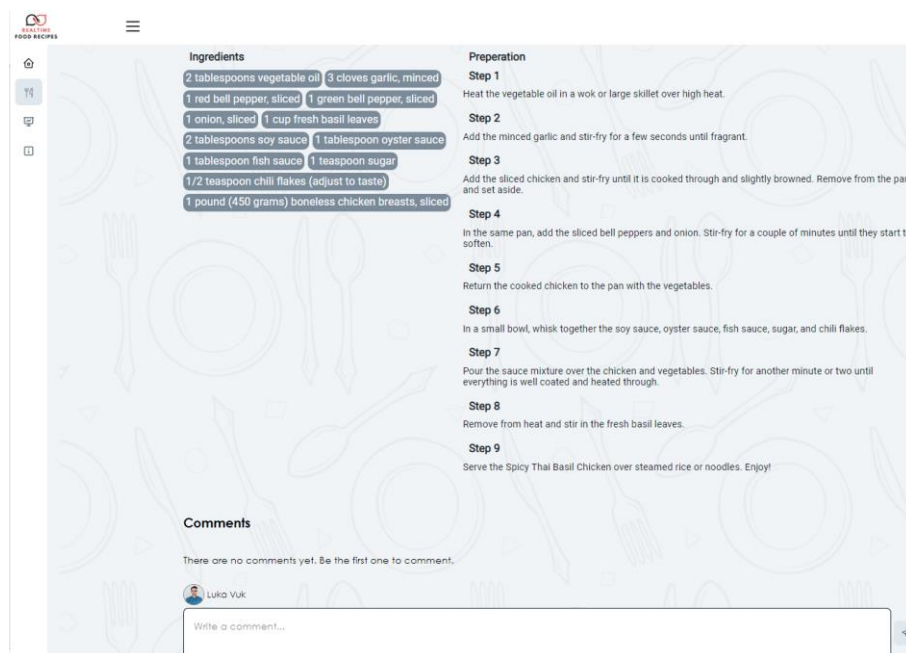 REALTIME
FOOD RECIPES
Ingredients
2 tablespoons vegetable oil 3 cloves garlic, minced
1 red bell pepper, sliced 1 green bell pepper, sliced
1 onion, sliced 1 cup fresh basil leaves
2 tablespoons soy sauce 1 tablespoon oyster sauce
1 tablespoon fish sauce 1 teaspoon sugar
1/2 teaspoon chili flakes (adjust to taste)
1 pound (450 grams) boneless chicken breasts, sliced
Preperation
Step 1
Heat the vegetable oil in a wok or large skillet over high heat.
Step 2
Add the minced garlic and stir-fry for a few seconds until fragrant.
Step 3
Add the sliced chicken and stir-fry until it is cooked through and slightly browned. Remove from the pan
and set aside.
Step 4
In the same pan, add the sliced bell peppers and onion. Stir-fry for a couple of minutes until they start t
soften.
Step 5
Return the cooked chicken to the pan with the vegetables.
Step 6
In a small bowl, whisk together the soy sauce, oyster sauce, fish sauce, sugar, and chili flakes.
Step 7
Pour the sauce mixture over the chicken and vegetables. Stir-fry for another minute or two until
everything is well coated and heated through.
Step 8
Remove from heat and stir in the fresh basil leaves.
Step 9
Serve the Spicy Thai Basil Chicken over steamed rice or noodles. Enjoy!
Comments
There are no comments yet. Be the first one to comment.
Luka Vuk
Write a comment...